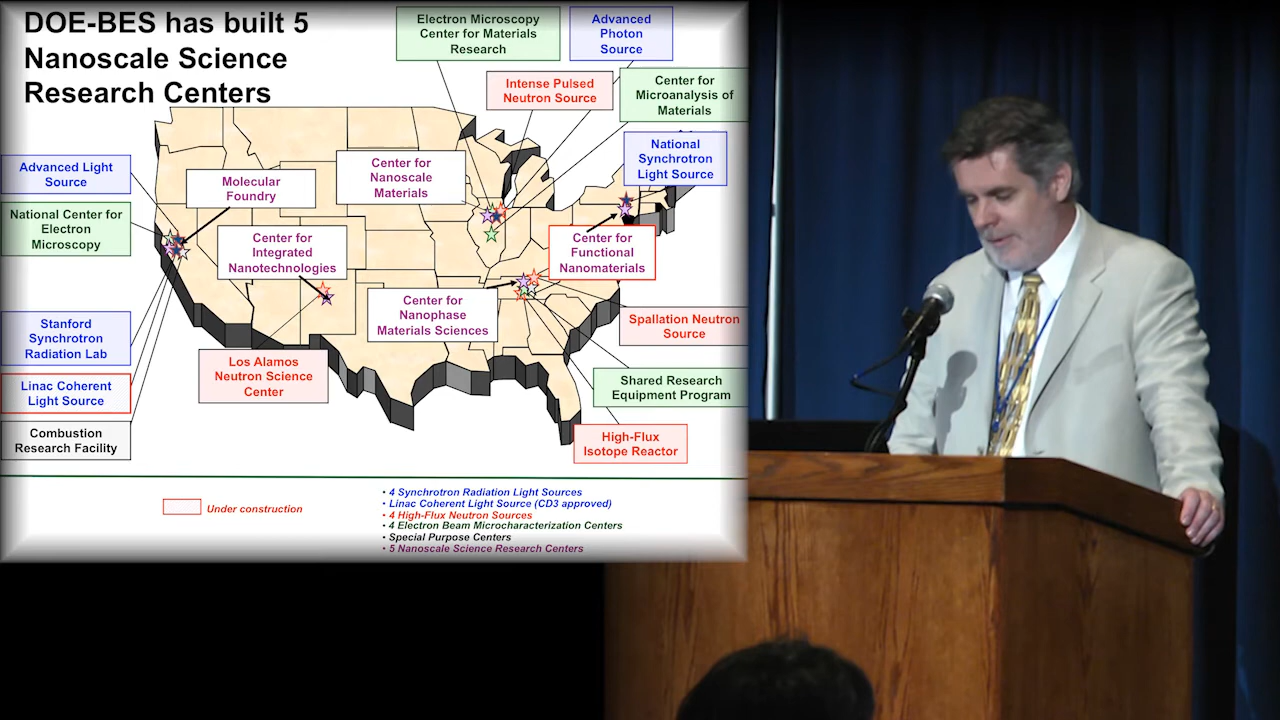 DOE-BES has built 5
Nanoscale Science
Research Centers
Electron Microscopy
Center for Materials
Research
Advanced
Photon
Source
Intense Pulsed
Neutron Source
Center for
Microanalysis of
Materials
National
Synchrotron
Light Source
Advanced Light
Source
Molecular
Foundry
Center for
Nanoscale
Materials
National Center for
Electron
Microscopy
Center for
Integrated
Nanotechnologies
Center for
Functional
Nanomaterials
Center for
Nanophase
Materials Sciences
Spallation Neutron
Source
Stanford
Synchrotron
Radiation Lab
Los Alamos
Neutron Science
Center
Linac Coherent
Light Source
Shared Research
Equipment Program
Combustion
Research Facility
High-Flux
Isotope Reactor
Under construction
• 4 Synchrotron Radiation Light Sources
• Linac Coherent Light Source (CD3 approved)
• 4 High-Flux Neutron Sources
• 4 Electron Beam Microcharacterization Centers
• Special Purpose Centers
• 5 Nanoscale Science Research Centers